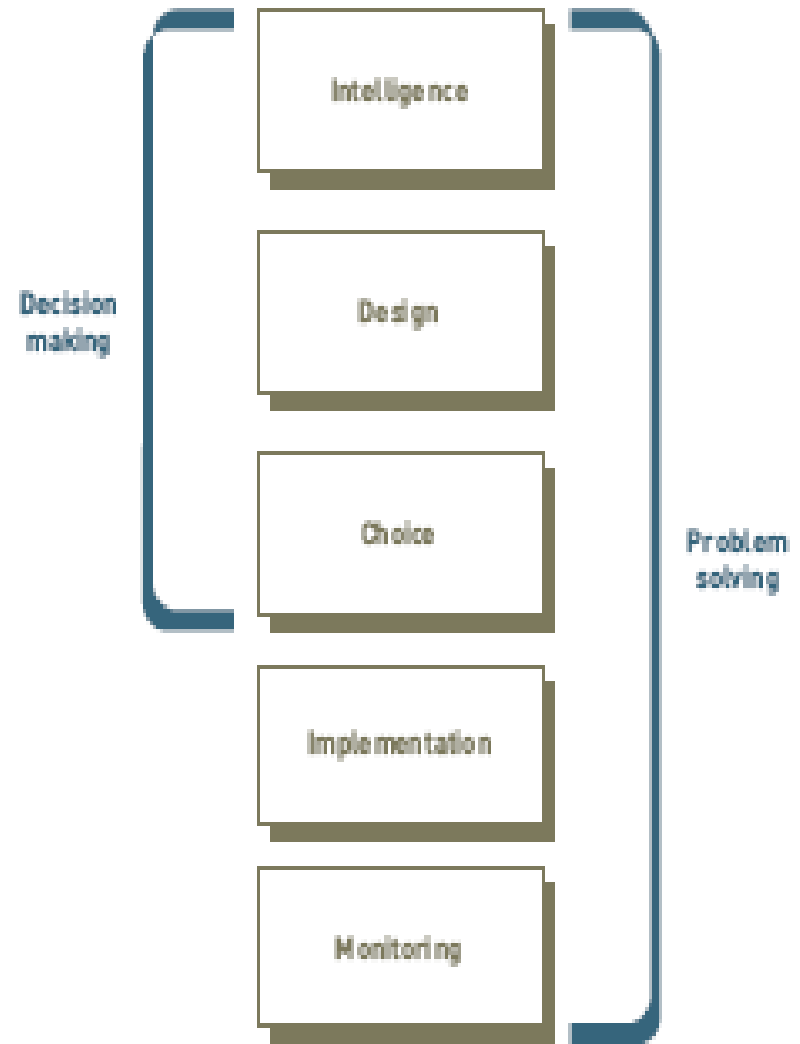 Intelligence
Decision
making
Design
Choice
Problem
solving
Implementation
Monitoring